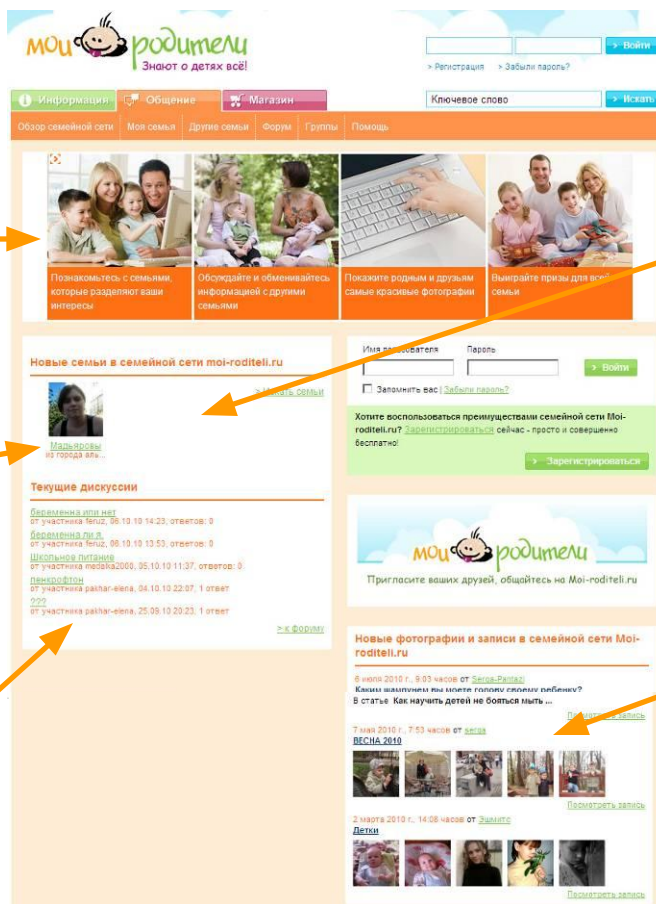 мои родители
Знают о детях всё!
> Войти
> Регистрация > Забыли пароль?
Информация Общение Магазин
Ключевое слово > Искать
Обзор семейной сети Моя семья Другие семьи Форум Группы Помощь
Познакомьтесь с семьями, которые разделяют ваши интересы
Обсуждайте и обменивайтесь информацией с другими семьями
Покажите родным и друзьям самые красивые фотографии
Выиграйте призы для всей семьи
Новые семьи в семейной сети moi-roditeli.ru
> Искать семьи
Мадьяровы
из города аль...
Текущие дискуссии
беременна или нет
от участника feruz, 06.10.10 14:23, ответов: 0
беременна ли я.
от участника feruz, 06.10.10 13:53, ответов: 0
Школьное питание
от участника medalka2000, 05.10.10 11:37, ответов: 0
пенкрофтон
от участника pakhar-elena, 04.10.10 22:07, 1 ответ
???
от участника pakhar-elena, 25.09.10 20:23, 1 ответ
> к форуму
Имя пользователя Пароль
> Войти
Запомнить вас | Забыли пароль?
Хотите воспользоваться преимуществами семейной сети Moi-
roditeli.ru? Зарегистрироваться сейчас - просто и совершенно
бесплатно!
> Зарегистрироваться
мои родители
Пригласите ваших друзей, общайтесь на Moi-roditeli.ru
Новые фотографии и записи в семейной сети Moi-
roditeli.ru
6 июля 2010 г., 9:03 часов от Serga-Pantazi
Каким шампунем вы моете голову своему ребенку?
В статье Как научить детей не бояться мыть ...
Посмотреть запись
7 мая 2010 г., 7:53 часов от serga
ВЕСНА 2010
Посмотреть запись
2 марта 2010 г., 14:08 часов от Эшмитс
Детки
Посмотреть запись